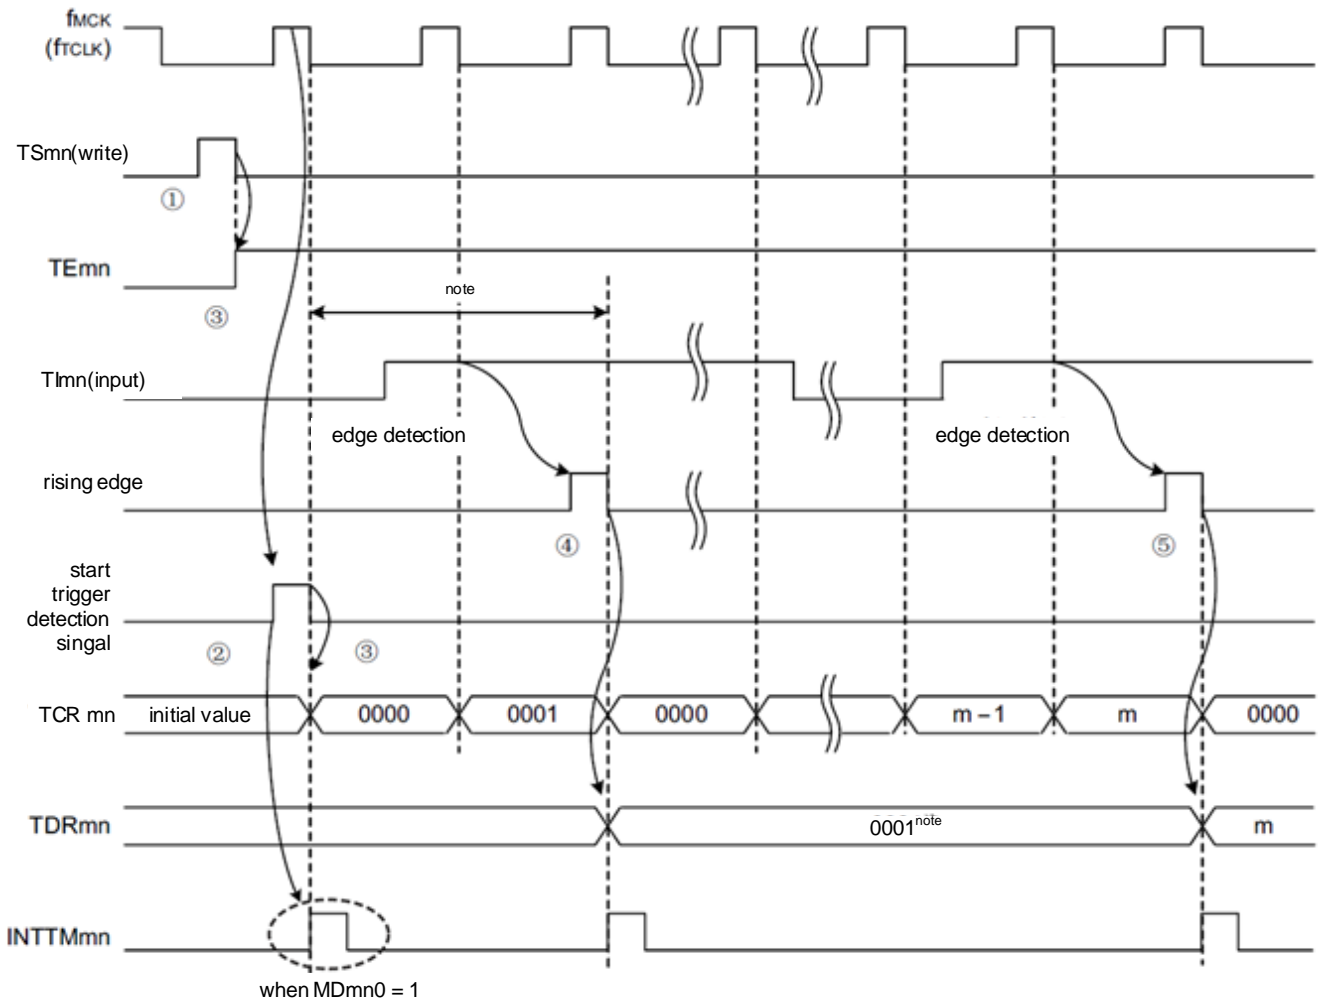 fMCK
(fTCLK)
TSmn(write)
①
TEmn
③
note
TImn(input)
edge detection
edge detection
rising edge
④
⑤
start
trigger
detection
singal
②
③
TCR mn
initial value
0000
0001
0000
m – 1
m
0000
TDRmn
0001note
m
INTTMmn
when MDmn0 = 1